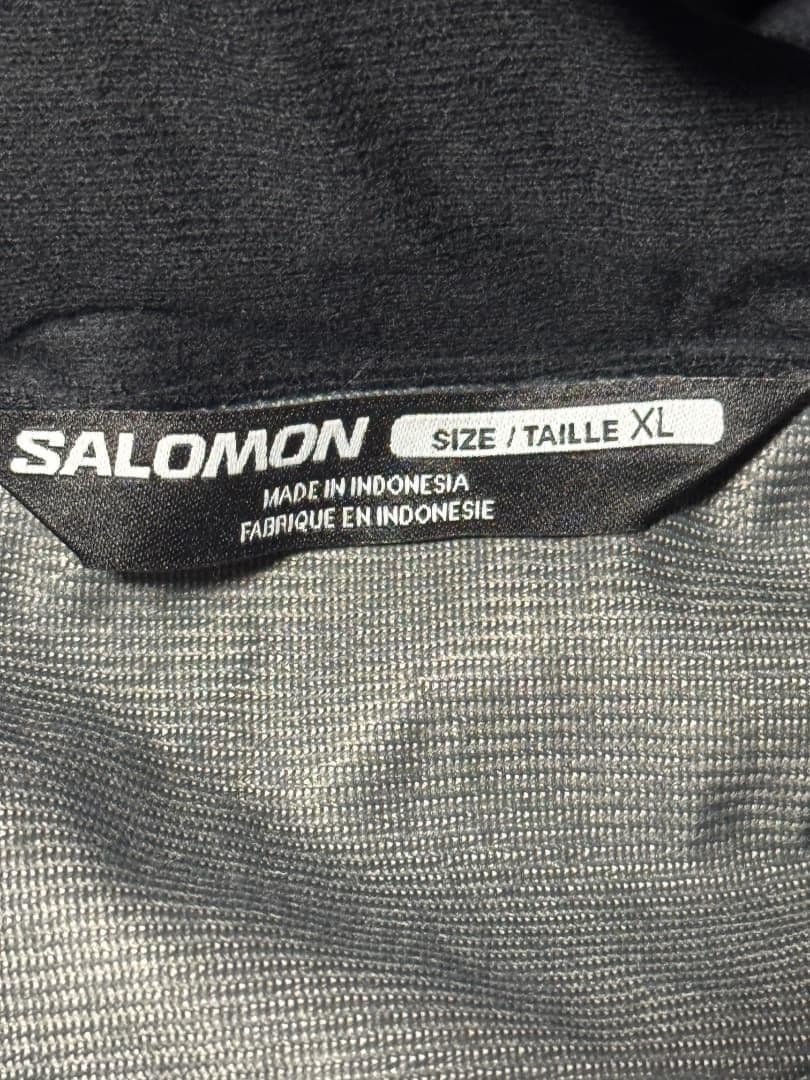 SALOMON SIZE / TAILLE XL
MADE IN INDONESIA
FABRIQUE EN INDONESIE